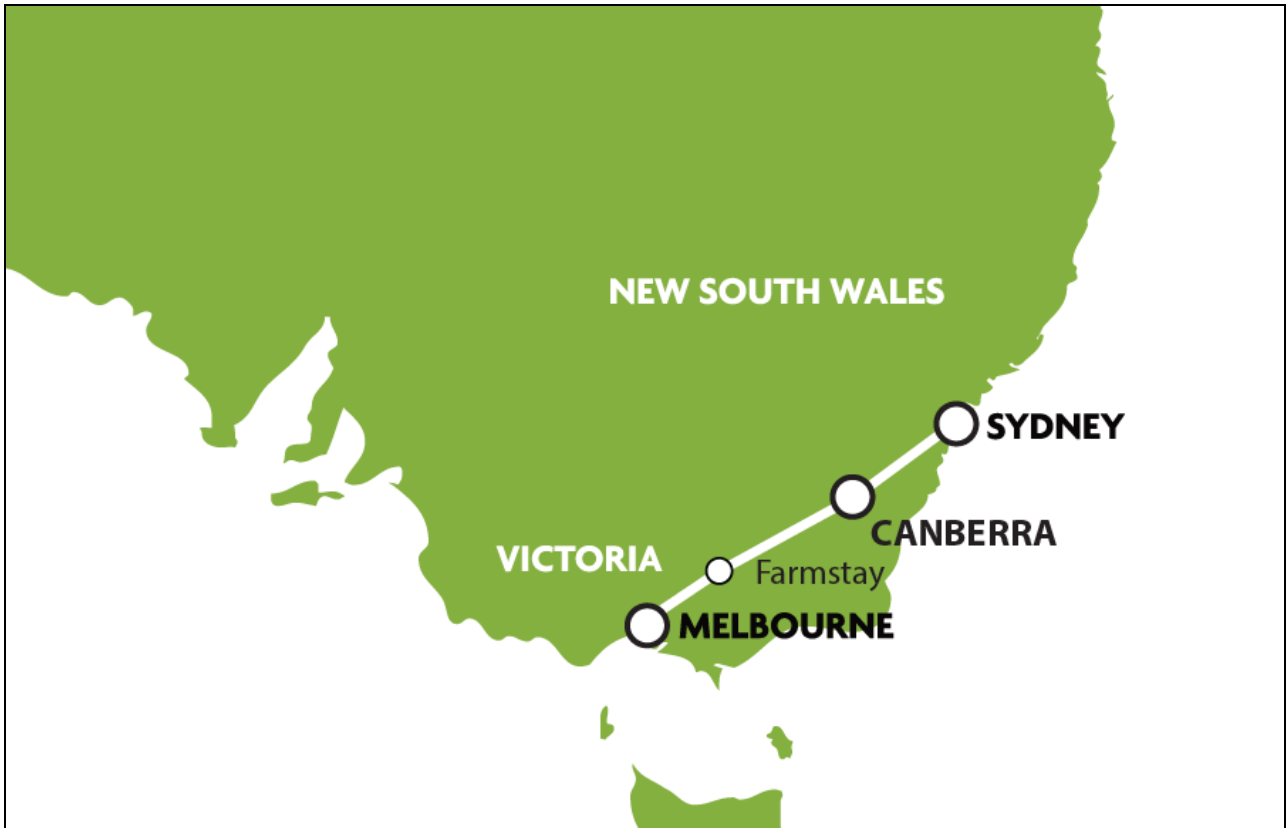 NEW SOUTH WALES
SYDNEY
CANBERRA
VICTORIA
Farmstay
MELBOURNE